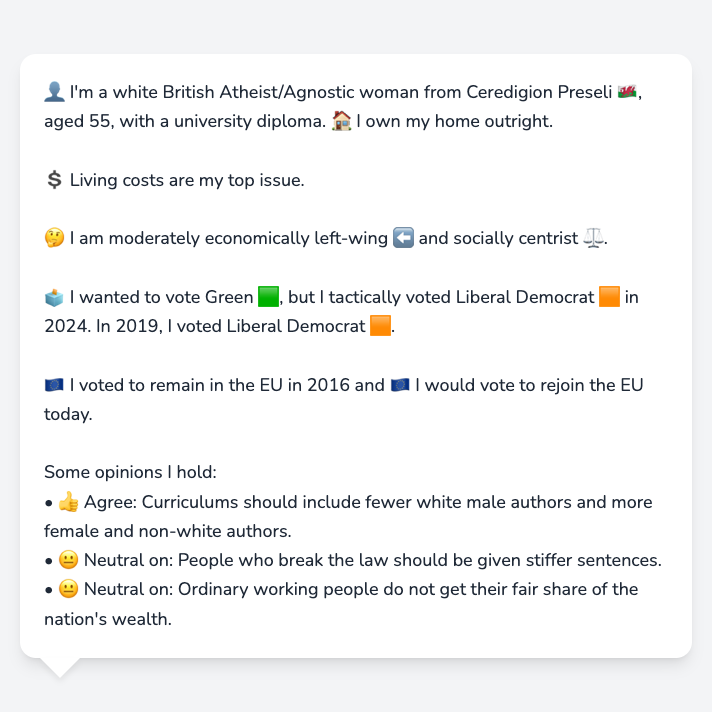 👤 I'm a white British Atheist/Agnostic woman from Ceredigion Preseli 🏴󠁧󠁢󠁷󠁬󠁳󠁿,
aged 55, with a university diploma. 🏠 I own my home outright.
💲 Living costs are my top issue.
🤔 I am moderately economically left-wing ⬅️ and socially centrist ⚖️.
🗳️ I wanted to vote Green 🟩, but I tactically voted Liberal Democrat 🟧 in
2024. In 2019, I voted Liberal Democrat 🟧.
🇪🇺 I voted to remain in the EU in 2016 and 🇪🇺 I would vote to rejoin the EU
today.
Some opinions I hold:
• 👍 Agree: Curriculums should include fewer white male authors and more
female and non-white authors.
• 😐 Neutral on: People who break the law should be given stiffer sentences.
• 😐 Neutral on: Ordinary working people do not get their fair share of the
nation's wealth.